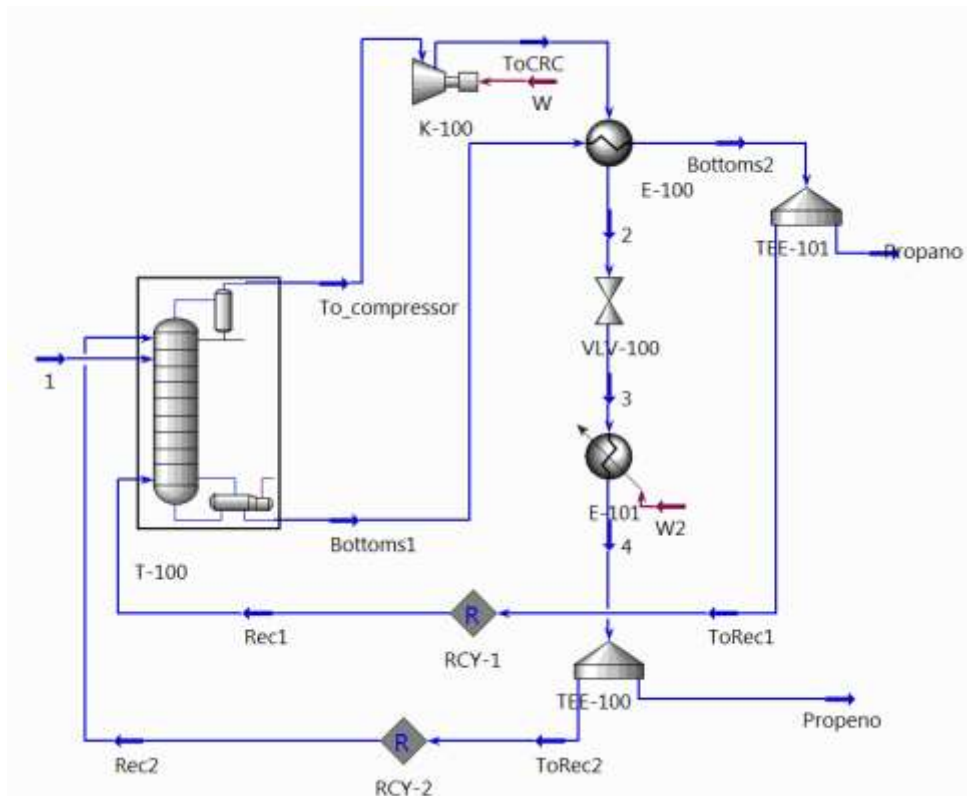 ToCRC
W
K-100
Bottoms2
E-100
TEE-101
Propano
2
To_compressor
VLV-100
1
3
E-101
W2
Bottoms1
4
T-100
R
Rec1
ToRec1
RCY-1
TEE-100
Propeno
R
Rec2
ToRec2
RCY-2